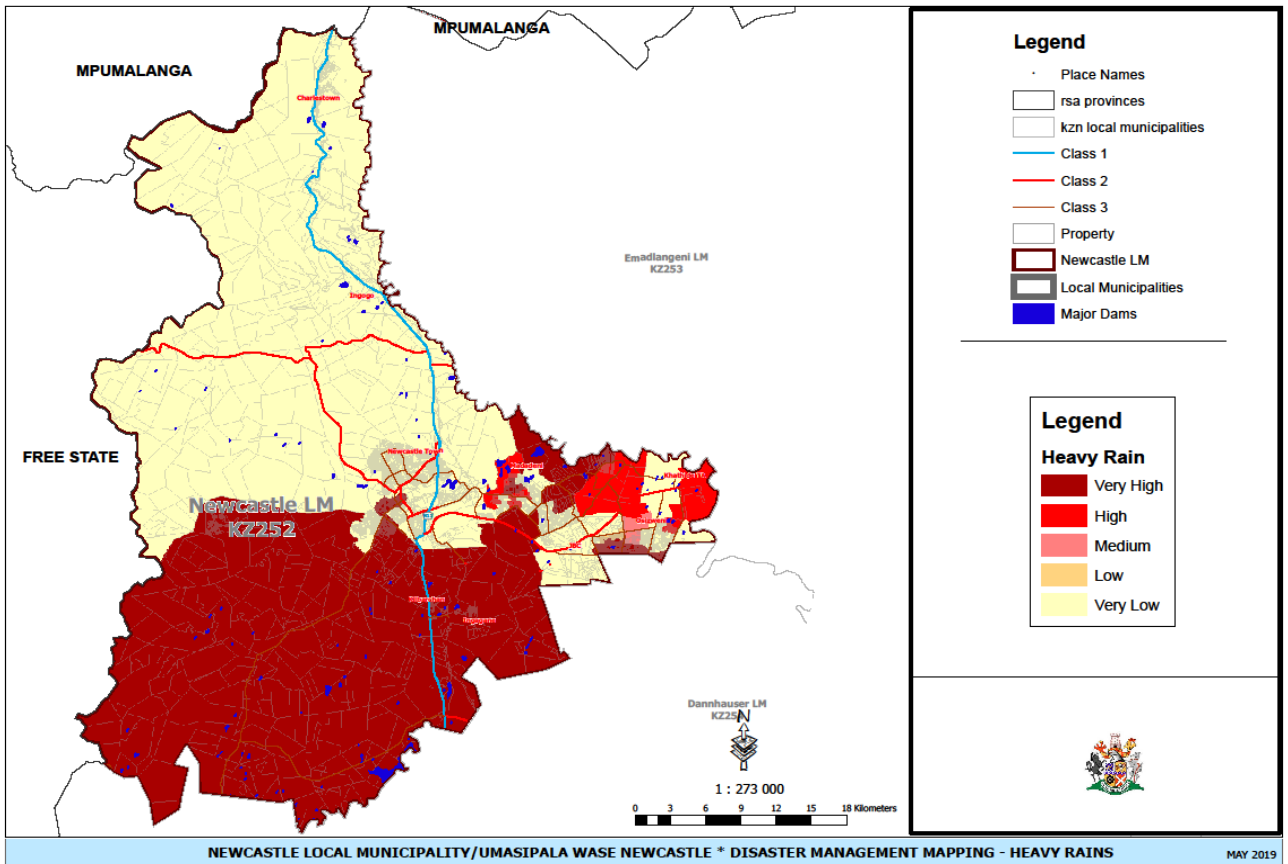 MPUMALANGA
MPUMALANGA
Charlestown
Emadlangeni LM
KZ253
Ingogo
FREE STATE
Newcastle Town
Newcastle LM
KZ252
Dannhauser LM
N
1 : 273 000
0 3 6 9 12 15 18 Kilometers
Legend
Place Names
rsa provinces
kzn local municipalities
Class 1
Class 2
Class 3
Property
Newcastle LM
Local Municipalities
Major Dams
Legend
Heavy Rain
Very High
High
Medium
Low
Very Low
NEWCASTLE LOCAL MUNICIPALITY/UMASIPALA WASE NEWCASTLE * DISASTER MANAGEMENT MAPPING - HEAVY RAINS
MAY 2019